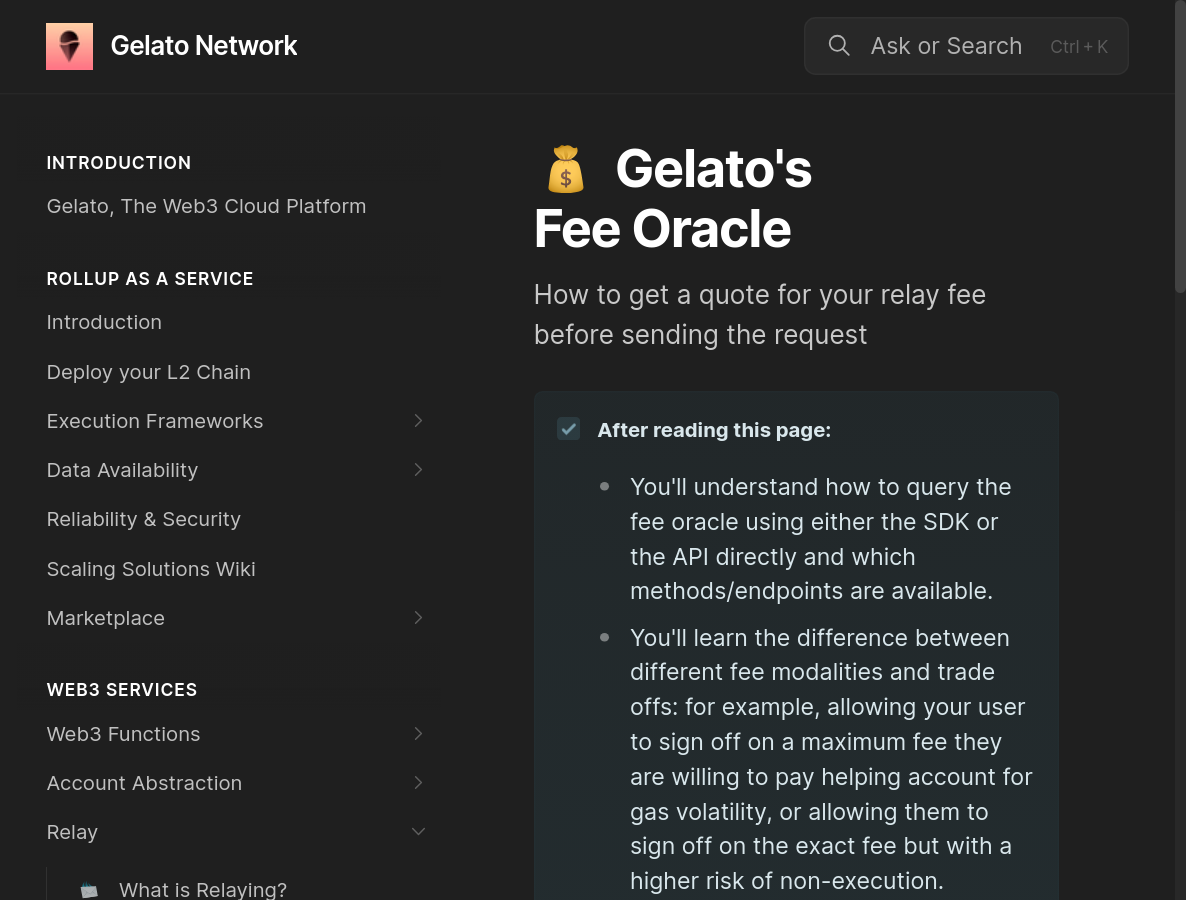 Gelato Network
Ask or Search
Ctrl + K
INTRODUCTION
Gelato, The Web3 Cloud Platform
ROLLUP AS A SERVICE
Introduction
Deploy your L2 Chain
Execution Frameworks
Data Availability
Reliability & Security
Scaling Solutions Wiki
Marketplace
WEB3 SERVICES
Web3 Functions
Account Abstraction
Relay
What is Relaying?
💰 Gelato's
Fee Oracle
How to get a quote for your relay fee
before sending the request
After reading this page:
You'll understand how to query the
fee oracle using either the SDK or
the API directly and which
methods/endpoints are available.
You'll learn the difference between
different fee modalities and trade
offs: for example, allowing your user
to sign off on a maximum fee they
are willing to pay helping account for
gas volatility, or allowing them to
sign off on the exact fee but with a
higher risk of non-execution.